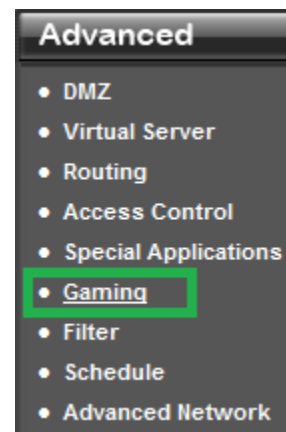 Advanced
• DMZ
• Virtual Server
• Routing
• Access Control
• Special Applications
• Gaming
• Filter
• Schedule
• Advanced Network